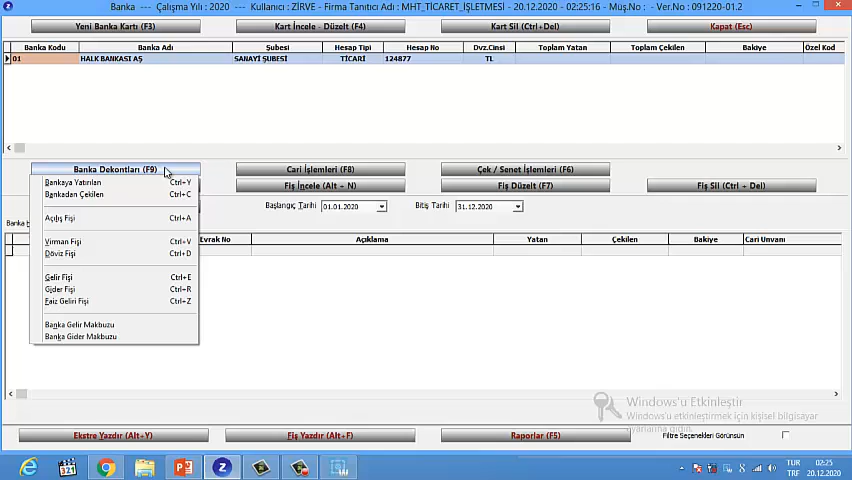 Banka --- Çalışma Yılı : 2020 - Kullanıcı : ZİRVE - Firma Tanıtıcı Adı : MHT_TİCARET_İŞLETMESİ - 20.12.2020 - 02:25:16 - Müş.No : - Ver.No : 091220-01.2
Yeni Banka Kartı (F3) Kart İncele - Düzelt (F4) Kart Sil (Ctrl+Del) Kapat (Esc)
Banka Kodu Banka Adı Şubesi Hesap Tipi Hesap No Dvz.Cinsi Toplam Yatan Toplam Çekilen Bakiye Özel Kod
01 HALK BANKASI AŞ SANAYİ ŞUBESİ TİCARİ 124877 TL
Banka Dekontları (F9) Cari İşlemleri (F8) Çek / Senet İşlemleri (F6)
Fiş İncele (Alt + N) Fiş Düzelt (F7) Fiş Sil (Ctrl + Del)
Bankaya Yatırılan Ctrl+Y
Bankadan Çekilen Ctrl+C
Açılış Fişi Ctrl+A
Virman Fişi Ctrl+V
Döviz Fişi Ctrl+D
Gelir Fişi Ctrl+E
Gider Fişi Ctrl+R
Faiz Geliri Fişi Ctrl+Z
Banka Gelir Makbuzu
Banka Gider Makbuzu
Başlangıç Tarihi 01.01.2020 Bitiş Tarihi 31.12.2020
Banka
Evrak No Açıklama Yatan Çekilen Bakiye Cari Unvanı
Windows'u Etkinleştir
Windows'u etkinleştirmek için kişisel bilgisayar
ayarlarına gidin.
Ekstre Yazdır (Alt+Y) Fiş Yazdır (Alt+F) Raporlar (F5) Filtre Seçenekleri Görünsün
321
TUR 02:25
TRF 20.12.2020